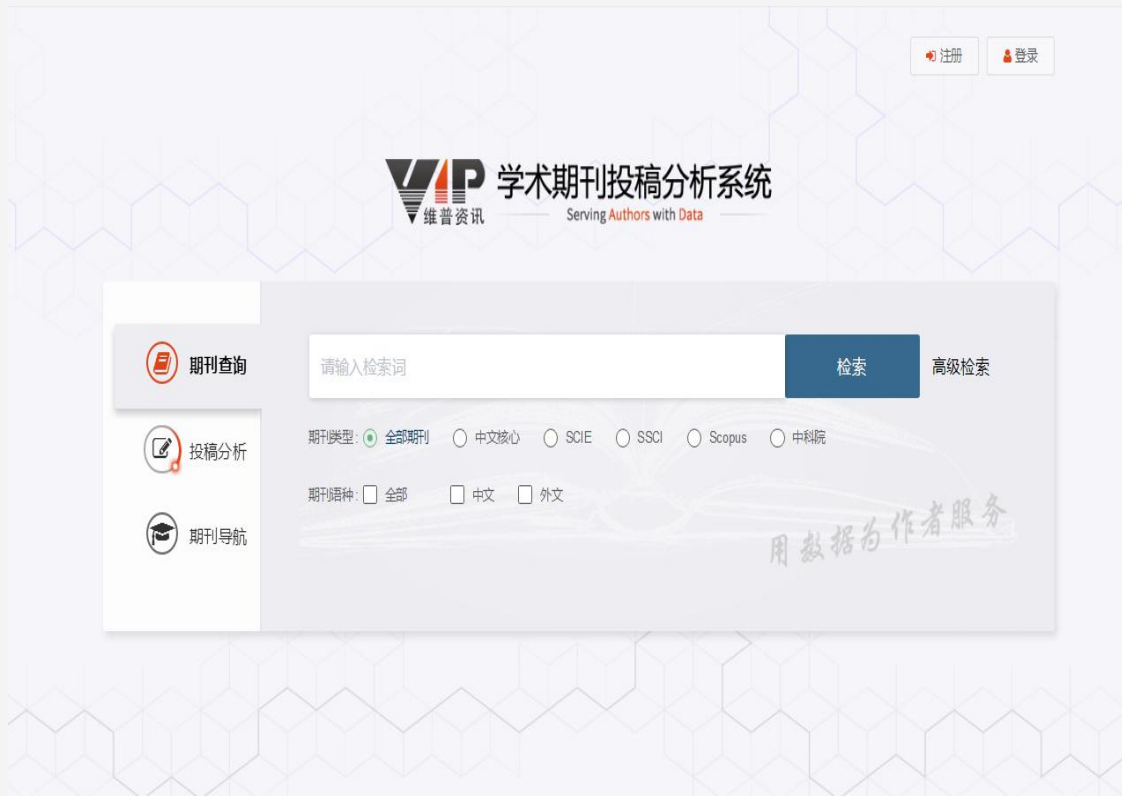 注册 登录
VIP 学术期刊投稿分析系统
维普资讯 Serving Authors with Data
期刊查询
请输入检索词 检索 高级检索
期刊类型: 全部期刊 中文核心 SCIE SSCI Scopus 中科院
投稿分析
期刊语种: 全部 中文 外文
期刊导航
用数据为作者服务